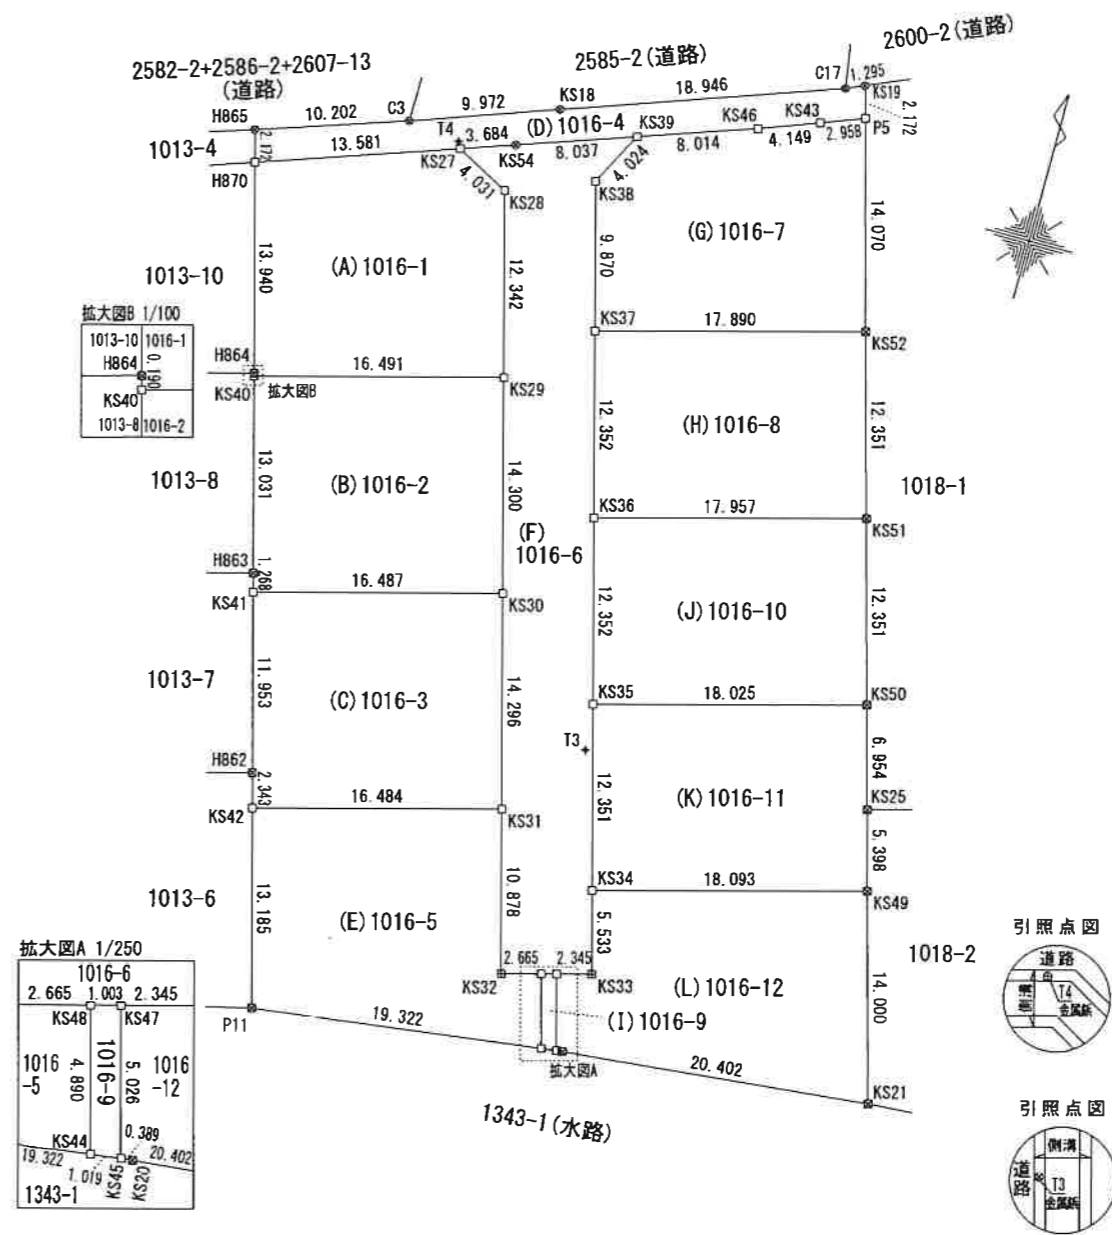 2600-2(道路)
2585-2(道路)
2582-2+2586-2+2607-13
(道路)
C17
1.295
KS19
18.946
KS18
9.972
C3
10.202
H865
2.172
P5
2.172
KS43
KS46
2.958
4.149
8.014
KS39
(D)1016-4
8.037
KS54
3.684
T4
KS27
13.581
1013-4
H870
4.031
KS28
4.024
KS38
(G)1016-7
14.070
9.870
(A)1016-1
13.940
12.342
1013-10
KS37
17.890
KS52
拡大図B 1/100
1013-10
1016-1
H864
0.190
KS40
1013-8
1016-2
H864
KS40
拡大図B
16.491
KS29
(H)1016-8
12.352
12.351
1018-1
1013-8
13.031
(B)1016-2
14.300
KS36
17.957
KS51
(F)
1016-6
H863
1.268
KS41
16.487
KS30
12.352
(J)1016-10
12.351
1013-7
11.953
(C)1016-3
14.296
KS35
18.025
KS50
T3
6.954
H862
2.343
KS42
16.484
KS31
12.351
(K)1016-11
KS25
5.398
KS34
18.093
KS49
1013-6
13.185
(E)1016-5
10.878
5.533
1018-2
14.000
2.665
2.345
KS32
KS33
(L)1016-12
(I)1016-9
P11
19.322
拡大図A
20.402
KS21
1343-1(水路)
拡大図A 1/250
1016-6
2.665
1.003
2.345
KS48
KS47
1016
-5
4.890
1016-9
5.026
1016
-12
0.389
KS44
19.322
1.019
KS45
KS20
20.402
1343-1
引照点図
道路
側溝
T4
金属鋲
引照点図
側溝
道路
T3
金属鋲